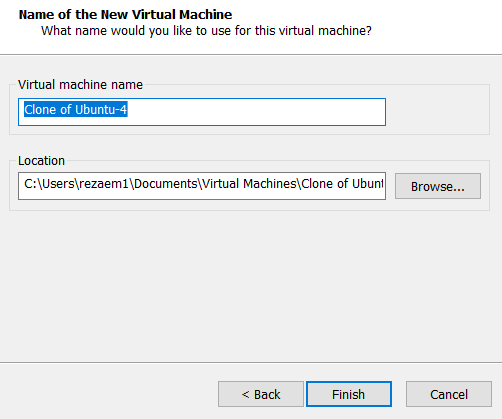 Name of the New Virtual Machine
What name would you like to use for this virtual machine?
Virtual machine name
Clone of Ubuntu-4
Location
C:\Users\rezaem1\Documents\Virtual Machines\Clone of Ubunt
Browse...
< Back
Finish
Cancel